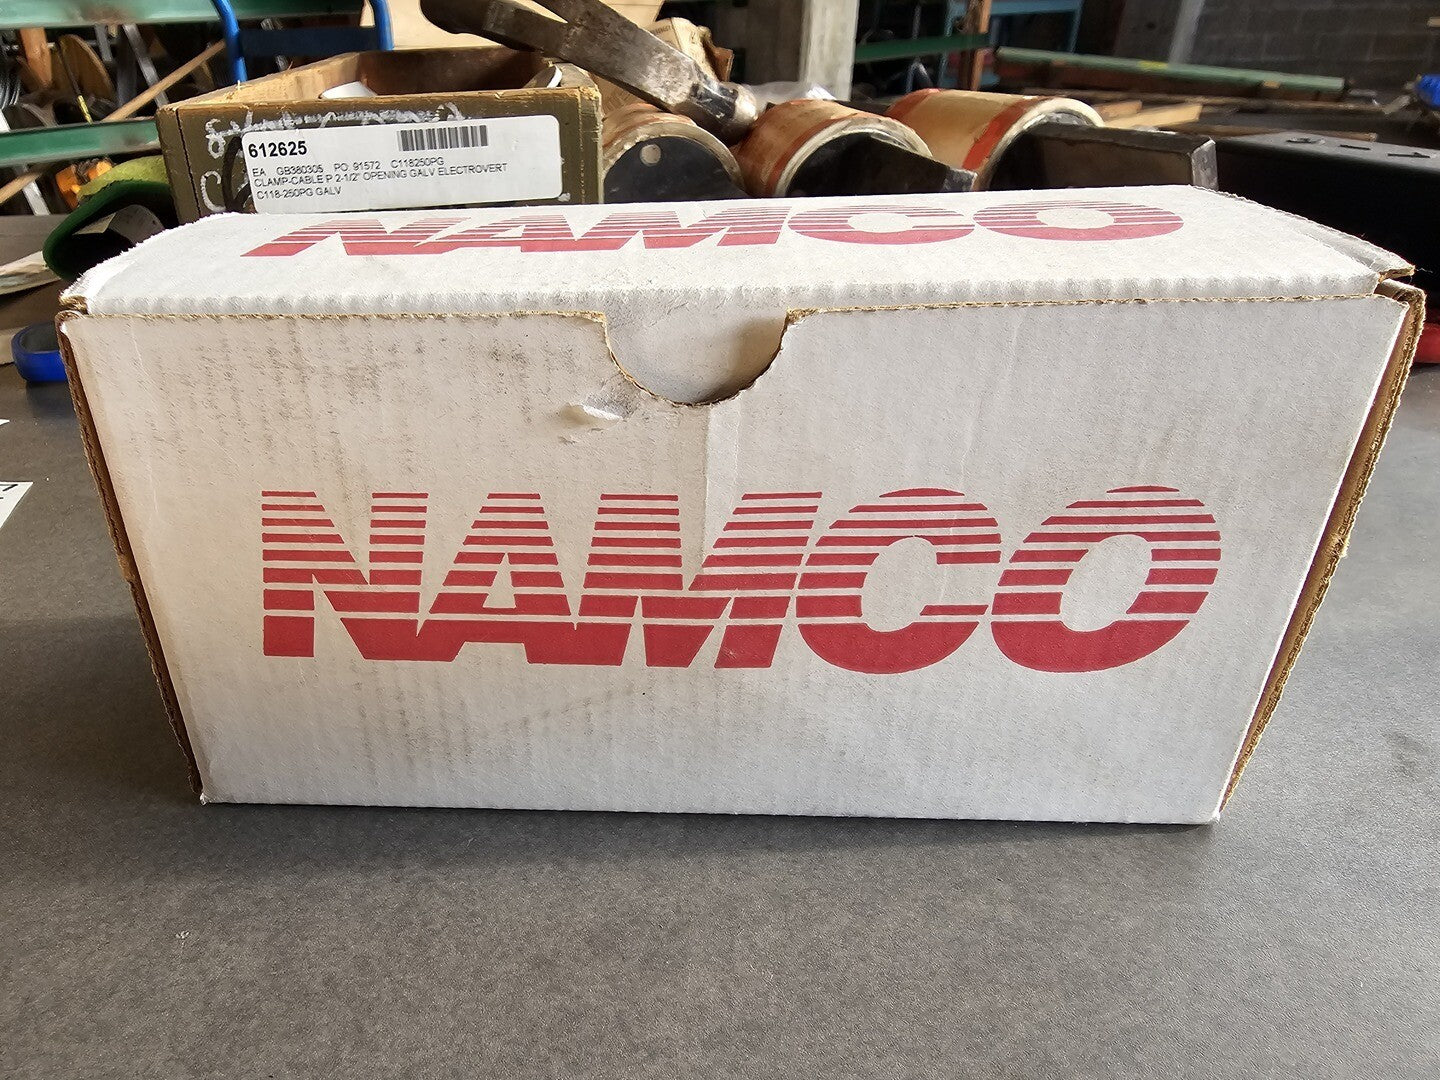 612625
EA GB380305 PO 91572 C118250PG
CLAMP-CABLE P 2-1/2" OPENING GALV ELECTROVERT
C118-250PG GALV
NAMCO
NAMCO